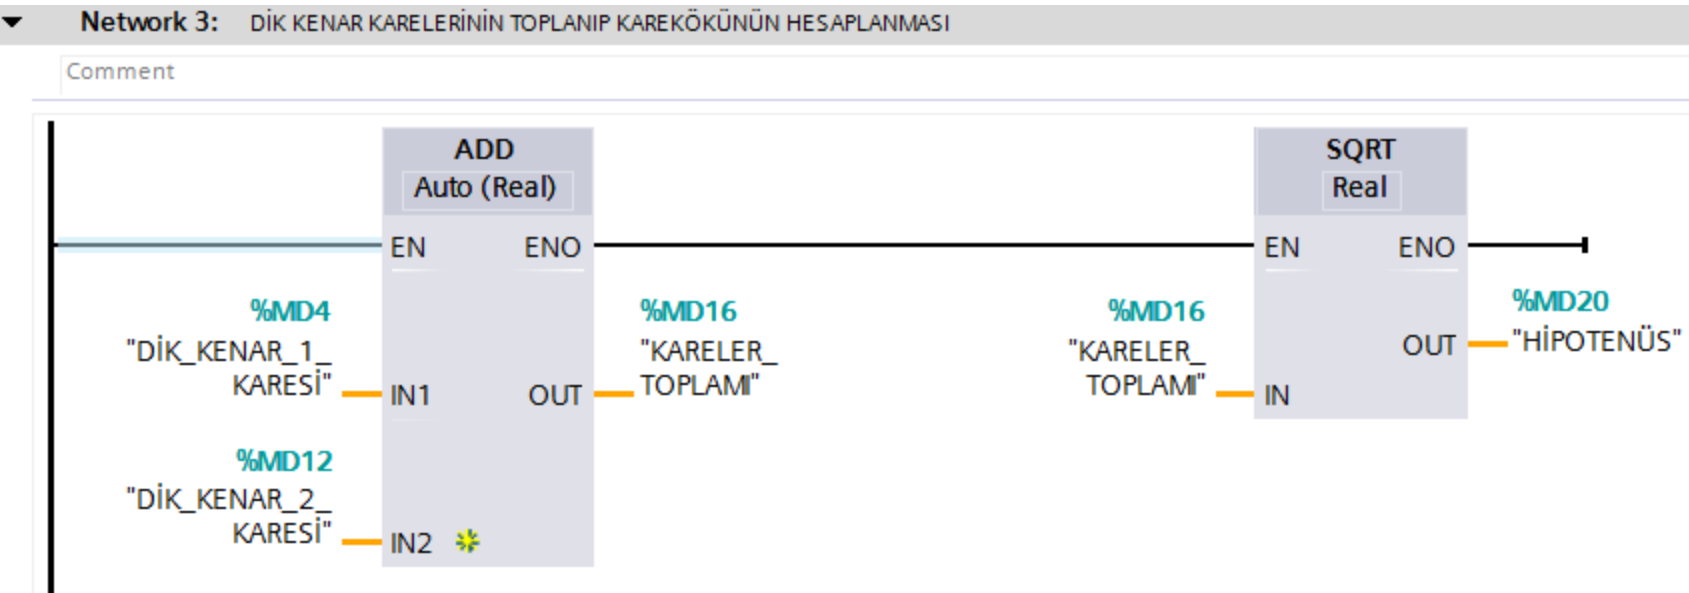 Network 3: DİK KENAR KARELERİNİN TOPLANIP KAREKÖKÜNÜN HESAPLANMASI
Comment
ADD
Auto (Real)
EN ENO
%MD4
"DİK_KENAR_1_
KARESİ"
IN1
OUT
%MD16
"KARELER_
TOPLAMI"
%MD12
"DİK_KENAR_2_
KARESİ"
IN2
SQRT
Real
EN ENO
%MD16
"KARELER_
TOPLAMI"
IN
OUT
%MD20
"HİPOTENÜS"